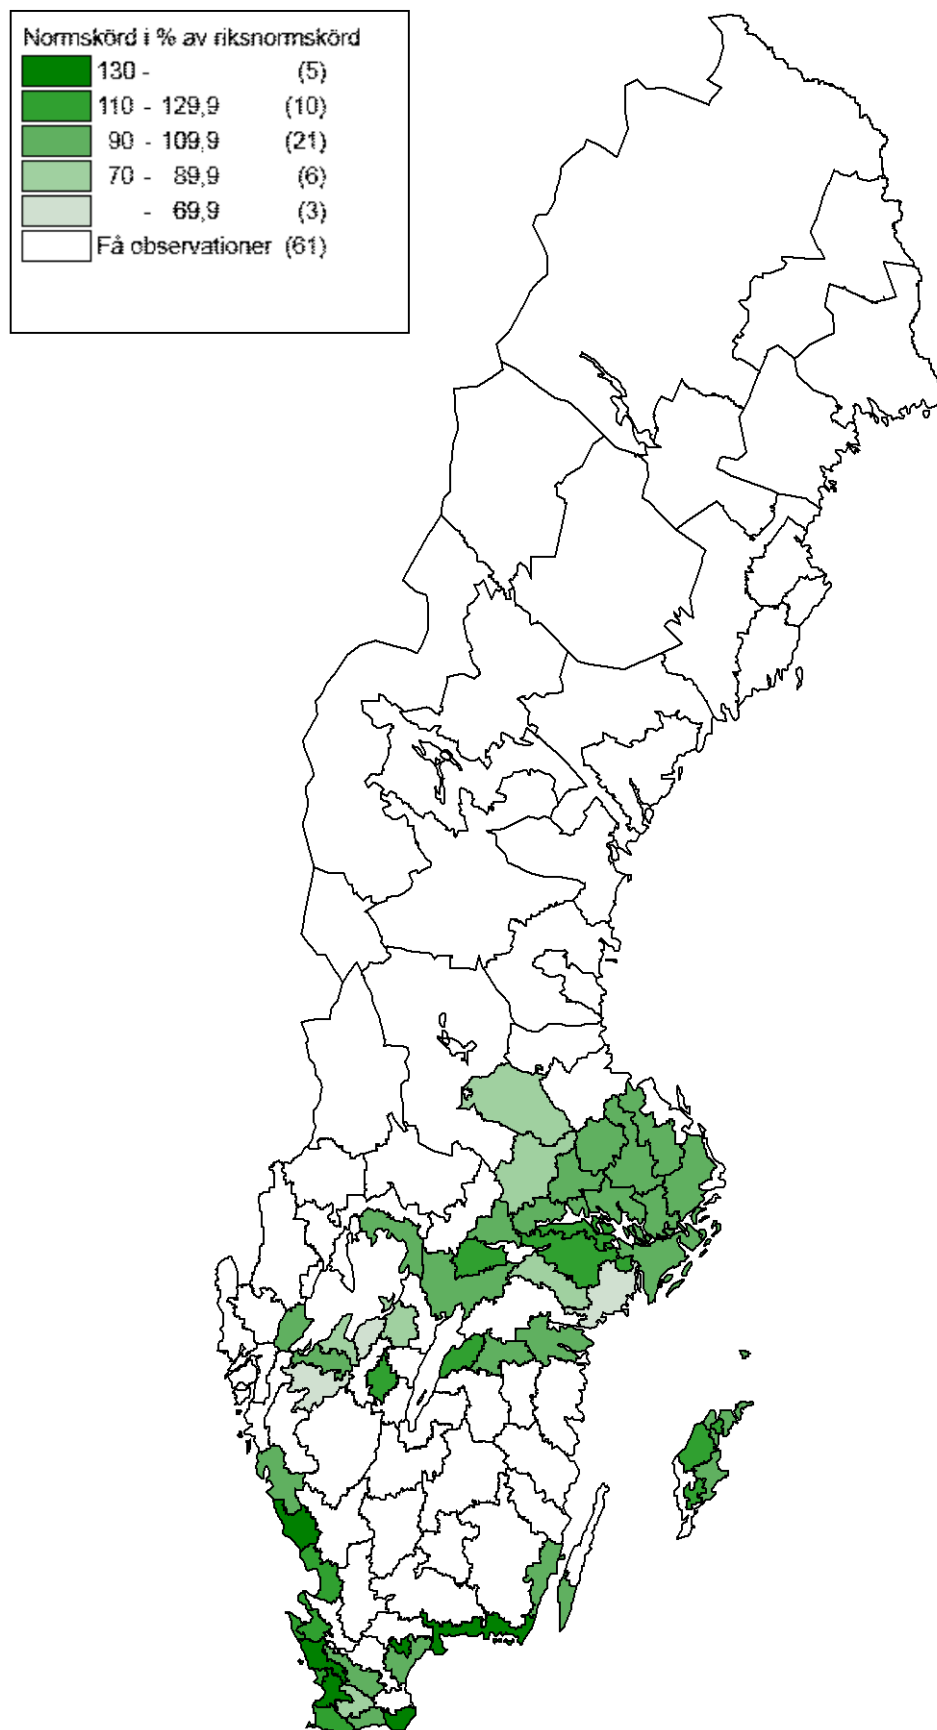 Normskörd i % av riksnormskörd
130 - (5)
110 - 129,9 (10)
90 - 109,9 (21)
70 - 89,9 (6)
- 69,9 (3)
Få observationer (61)